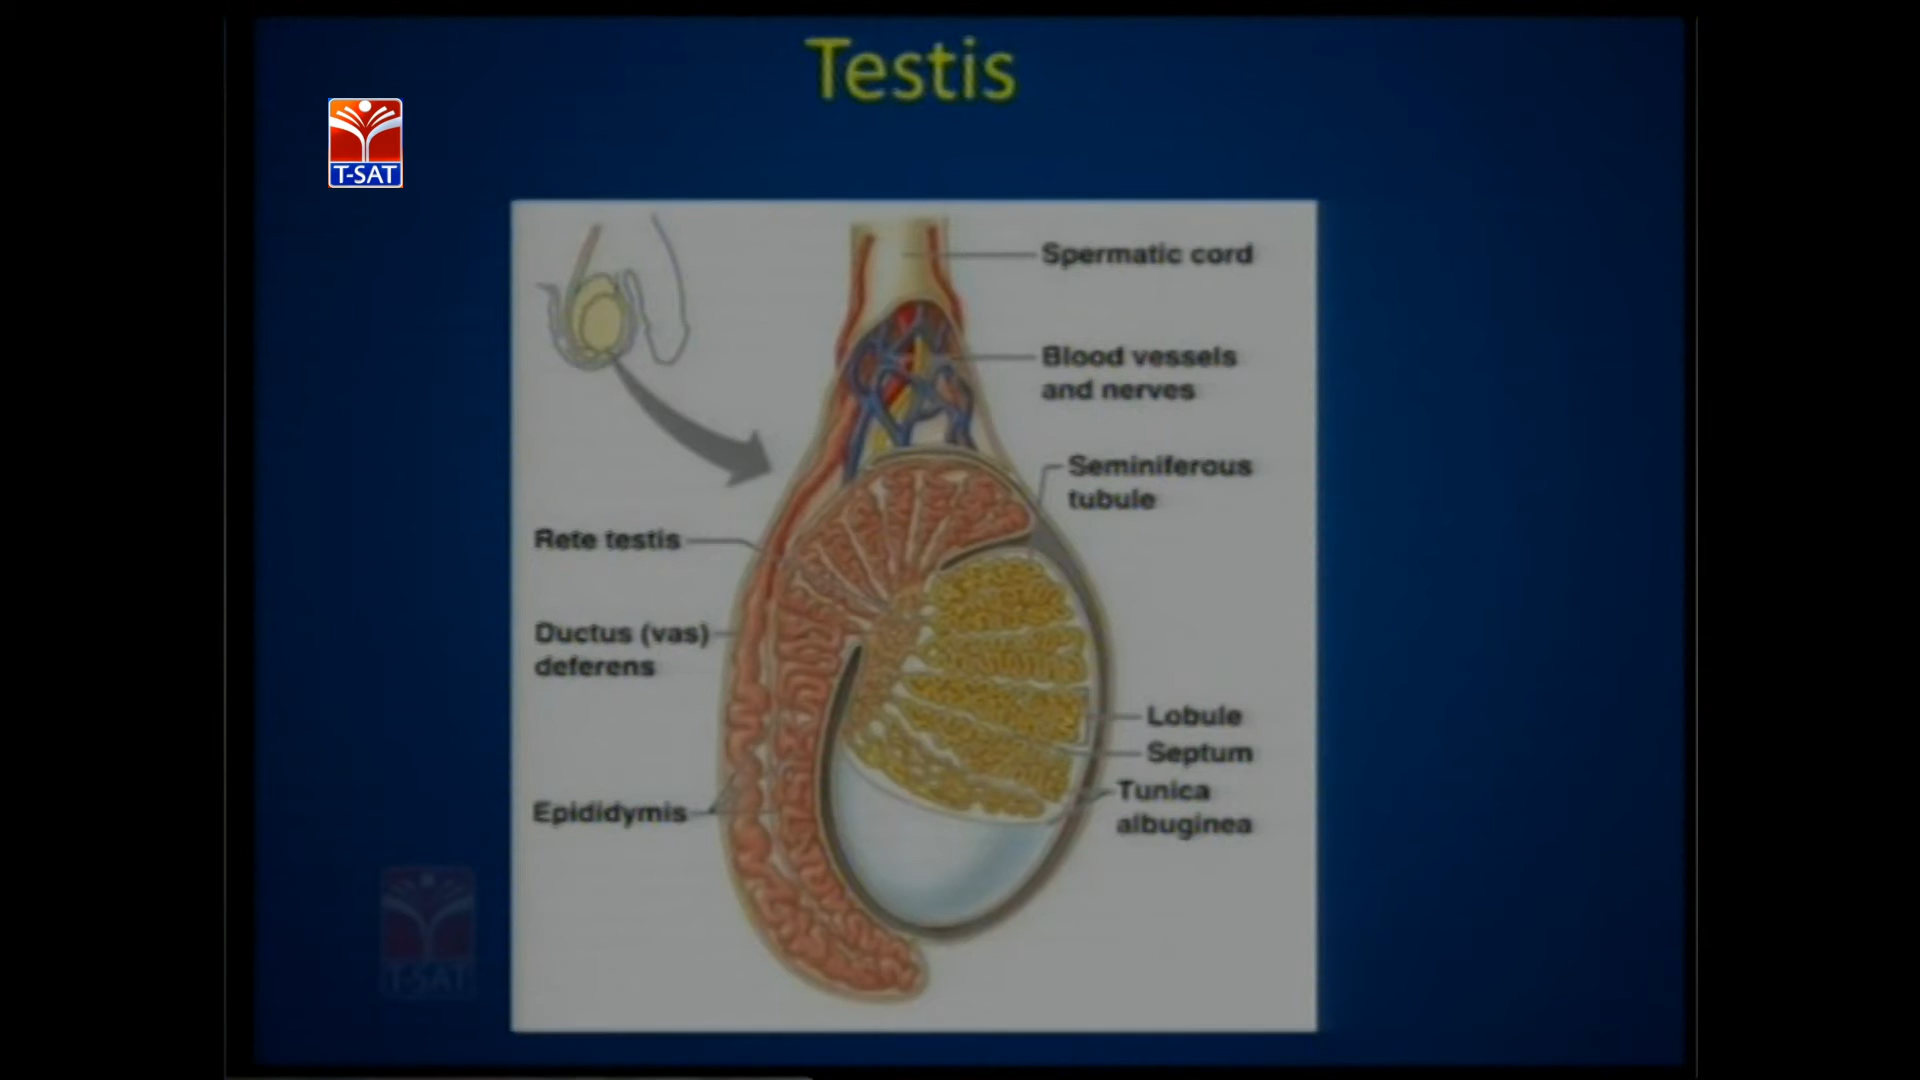 Testis
T-SAT
Spermatic cord
Blood vessels
and nerves
Seminiferous
tubule
Rete testis
Ductus (vas)
deferens
Lobule
Septum
Tunica
albuginea
Epididymis
T-SAT